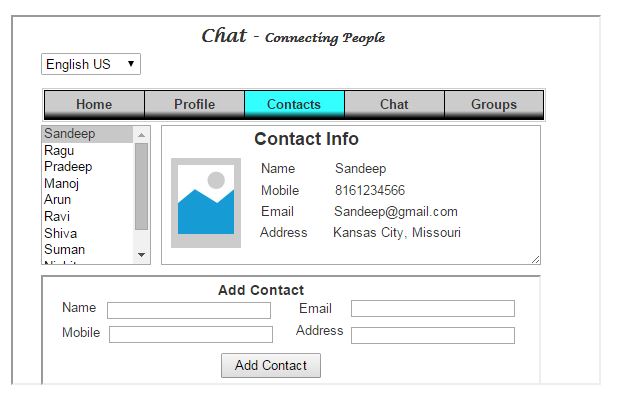 Chat - Connecting People
English US
Home Profile Contacts Chat Groups
Sandeep
Ragu
Pradeep
Manoj
Arun
Ravi
Shiva
Suman
Contact Info
Name Sandeep
Mobile 8161234566
Email Sandeep@gmail.com
Address Kansas City, Missouri
Add Contact
Name Email
Mobile Address
Add Contact